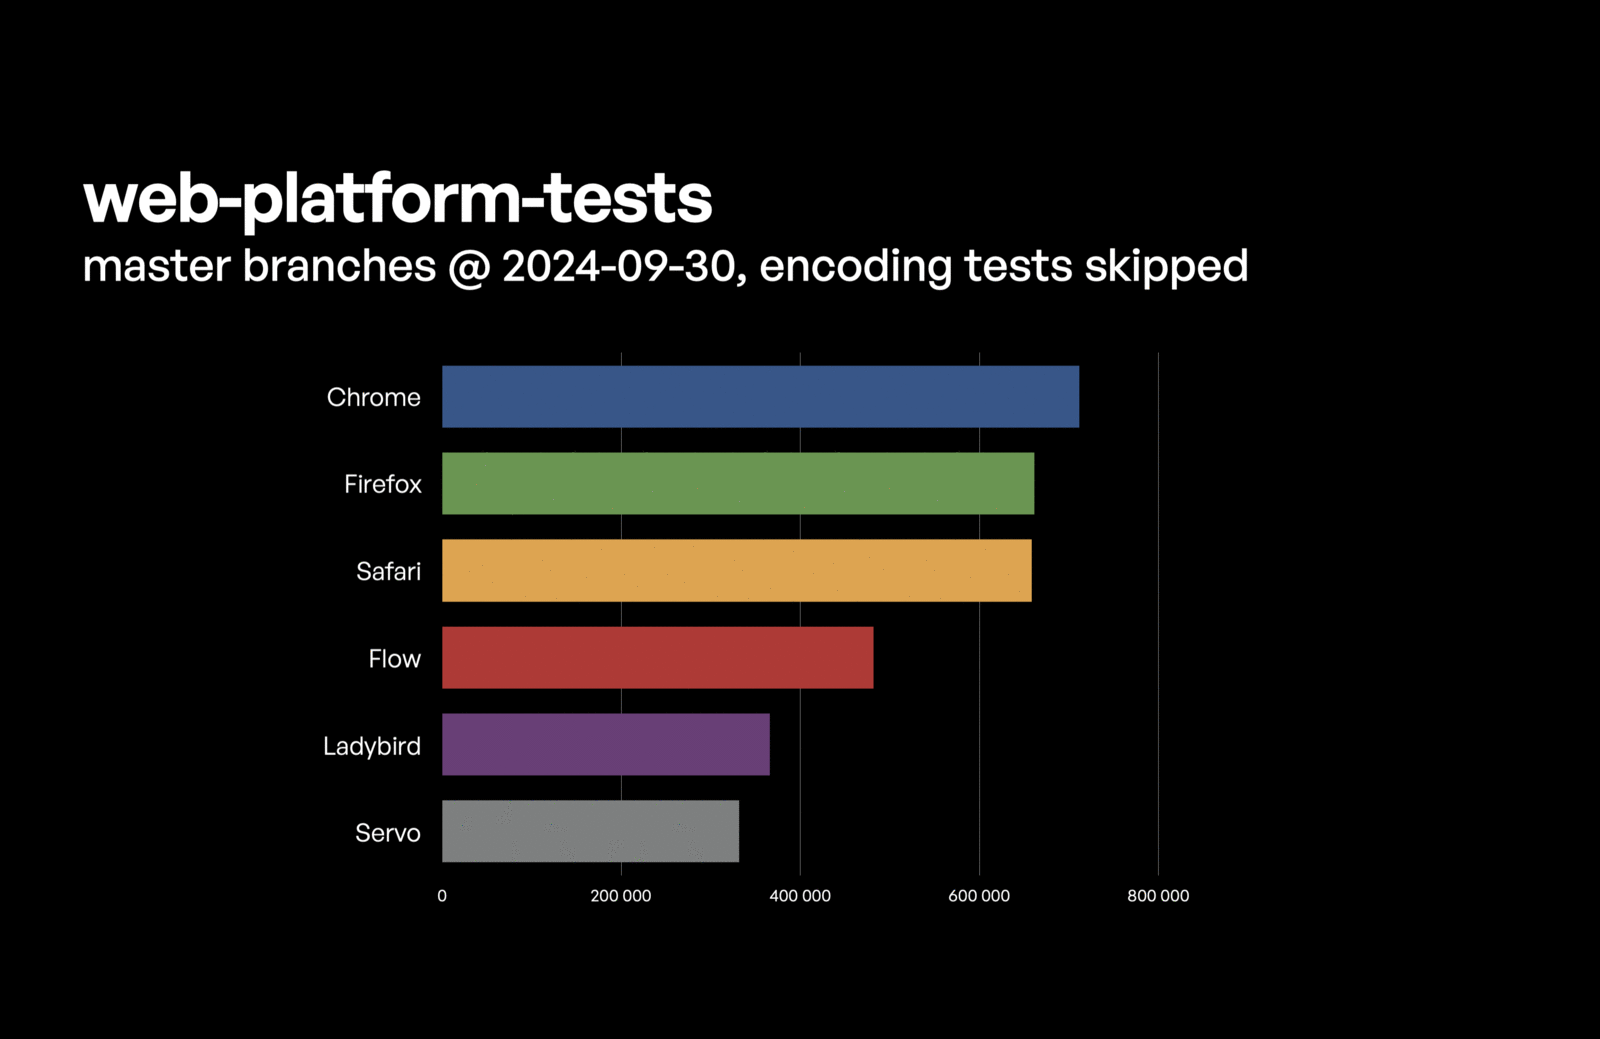 web-platform-tests
master branches @ 2024-09-30, encoding tests skipped
Chrome
Firefox
Safari
Flow
Ladybird
Servo
0 200 000 400 000 600 000 800 000